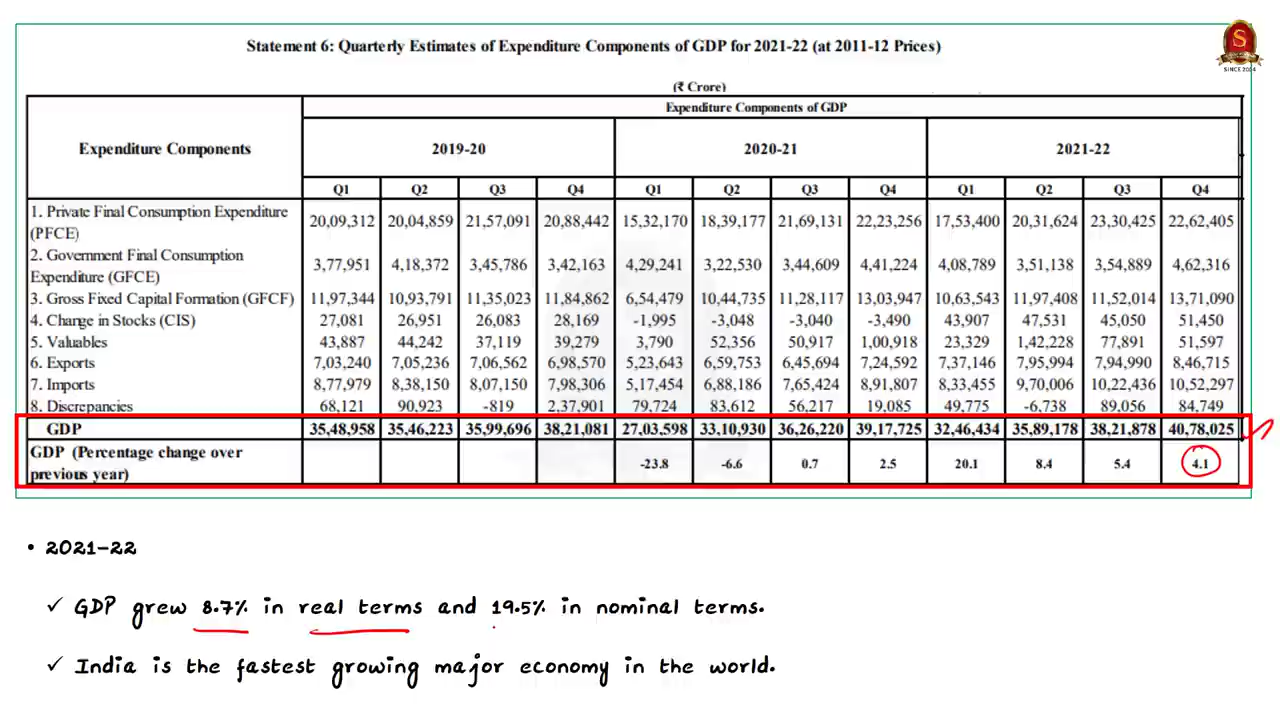 Statement 6: Quarterly Estimates of Expenditure Components of GDP for 2021-22 (at 2011-12 Prices)
S
SINCE 2004
(₹ Crore)
Expenditure Components Expenditure Components of GDP
2019-20 2020-21 2021-22
Q1 Q2 Q3 Q4 Q1 Q2 Q3 Q4 Q1 Q2 Q3 Q4
1. Private Final Consumption Expenditure
(PFCE) 20,09,312 20,04,859 21,57,091 20,88,442 15,32,170 18,39,177 21,69,131 22,23,256 17,53,400 20,31,624 23,30,425 22,62,405
2. Government Final Consumption
Expenditure (GFCE) 3,77,951 4,18,372 3,45,786 3,42,163 4,29,241 3,22,530 3,44,609 4,41,224 4,08,789 3,51,138 3,54,889 4,62,316
3. Gross Fixed Capital Formation (GFCF) 11,97,344 10,93,791 11,35,023 11,84,862 6,54,479 10,44,735 11,28,117 13,03,947 10,63,543 11,97,408 11,52,014 13,71,090
4. Change in Stocks (CIS) 27,081 26,951 26,083 28,169 -1,995 -3,048 -3,040 -3,490 43,907 47,531 45,050 51,450
5. Valuables 43,887 44,242 37,119 39,279 3,790 52,356 50,917 1,00,918 23,329 1,42,228 77,891 51,597
6. Exports 7,03,240 7,05,236 7,06,562 6,98,570 5,23,643 6,59,753 6,45,694 7,24,592 7,37,146 7,95,994 7,94,990 8,46,715
7. Imports 8,77,979 8,38,150 8,07,150 7,98,306 5,17,454 6,88,186 7,65,424 8,91,807 8,33,455 9,70,006 10,22,436 10,52,297
8. Discrepancies 68,121 90,923 -819 2,37,901 79,724 83,612 56,217 19,085 49,775 -6,738 89,056 84,749
GDP 35,48,958 35,46,223 35,99,696 38,21,081 27,03,598 33,10,930 36,26,220 39,17,725 32,46,434 35,89,178 38,21,878 40,78,025
GDP (Percentage change over
previous year) -23.8 -6.6 0.7 2.5 20.1 8.4 5.4 4.1
• 2021-22
✓ GDP grew 8.7% in real terms and 19.5% in nominal terms.
✓ India is the fastest growing major economy in the world.